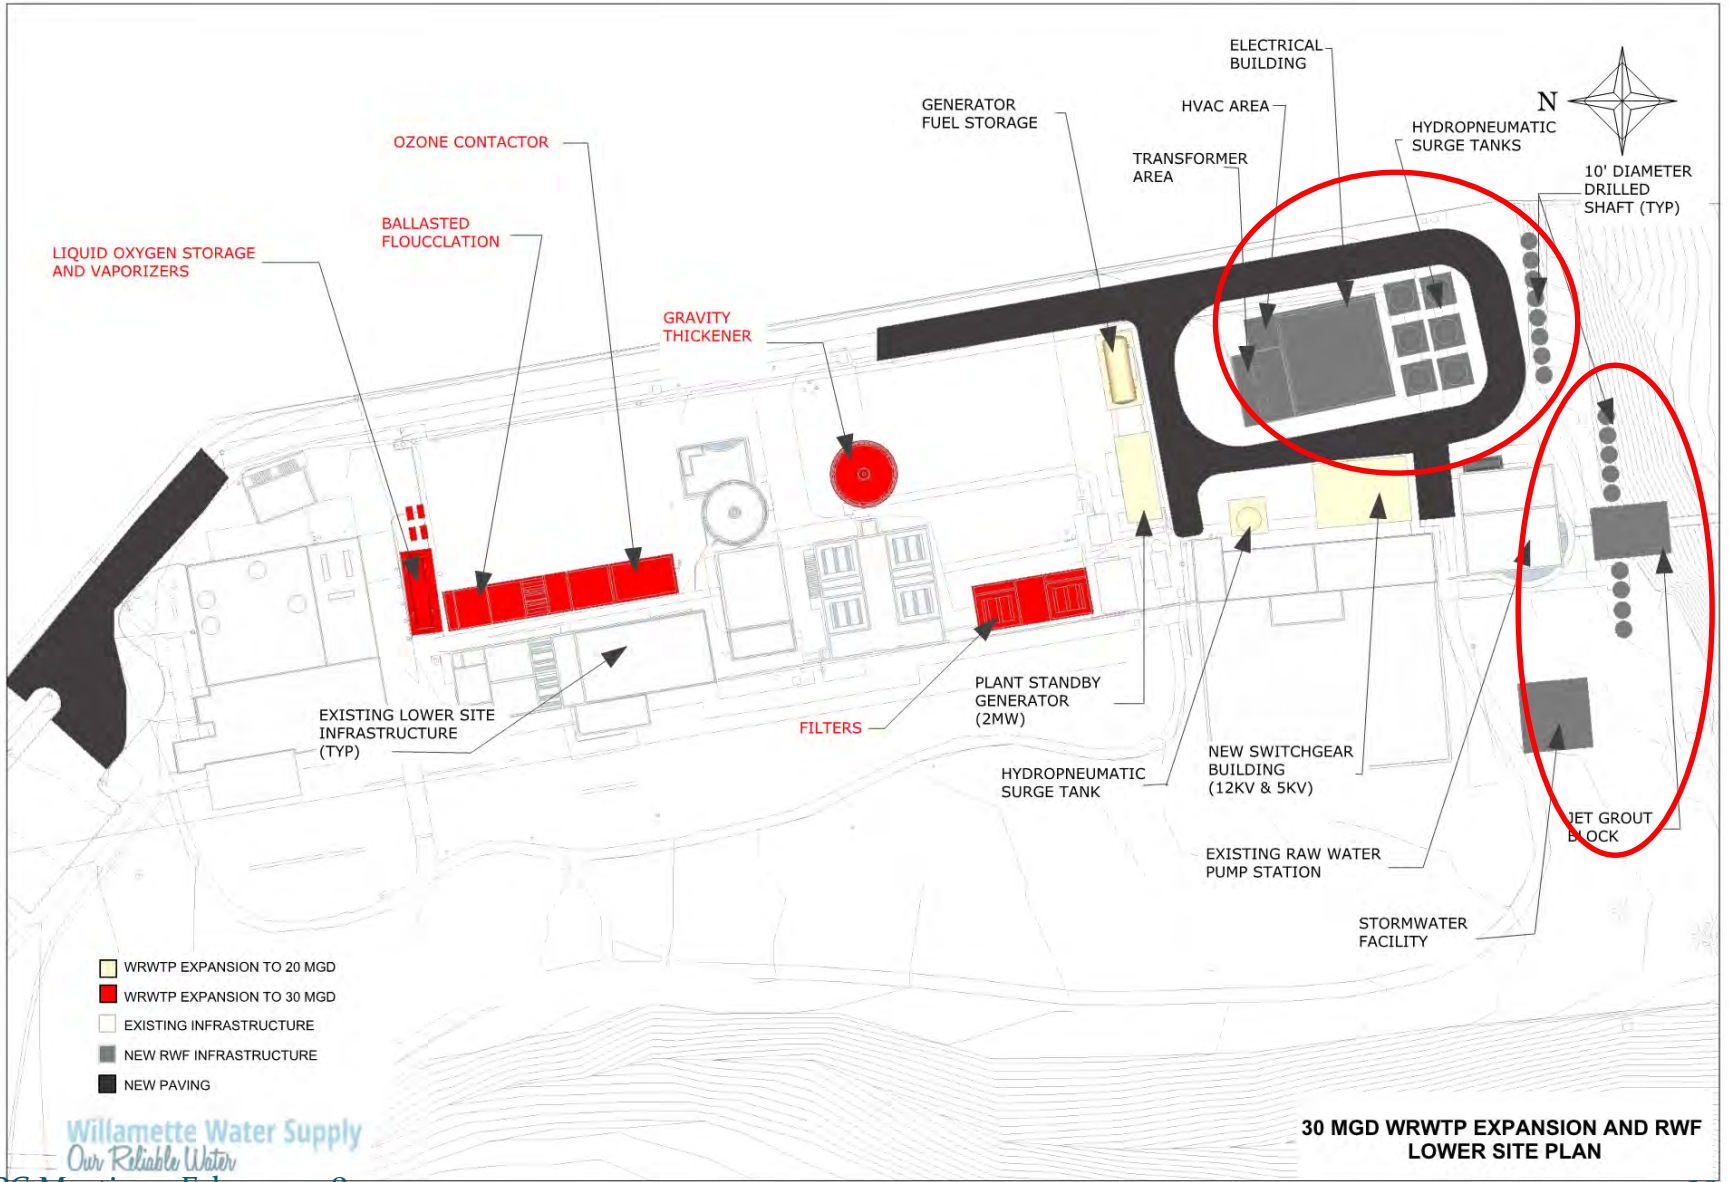 ELECTRICAL
BUILDING
GENERATOR
FUEL STORAGE
HVAC AREA
N
HYDROPNEUMATIC
SURGE TANKS
OZONE CONTACTOR
TRANSFORMER
AREA
10' DIAMETER
DRILLED
SHAFT (TYP)
BALLASTED
FLOUCCLATION
LIQUID OXYGEN STORAGE
AND VAPORIZERS
GRAVITY
THICKENER
EXISTING LOWER SITE
INFRASTRUCTURE
(TYP)
FILTERS
PLANT STANDBY
GENERATOR
(2MW)
HYDROPNEUMATIC
SURGE TANK
NEW SWITCHGEAR
BUILDING
(12KV & 5KV)
JET GROUT
BLOCK
EXISTING RAW WATER
PUMP STATION
STORMWATER
FACILITY
WRWTP EXPANSION TO 20 MGD
WRWTP EXPANSION TO 30 MGD
EXISTING INFRASTRUCTURE
NEW RWF INFRASTRUCTURE
NEW PAVING
Willamette Water Supply
Our Reliable Water
30 MGD WRWTP EXPANSION AND RWF
LOWER SITE PLAN